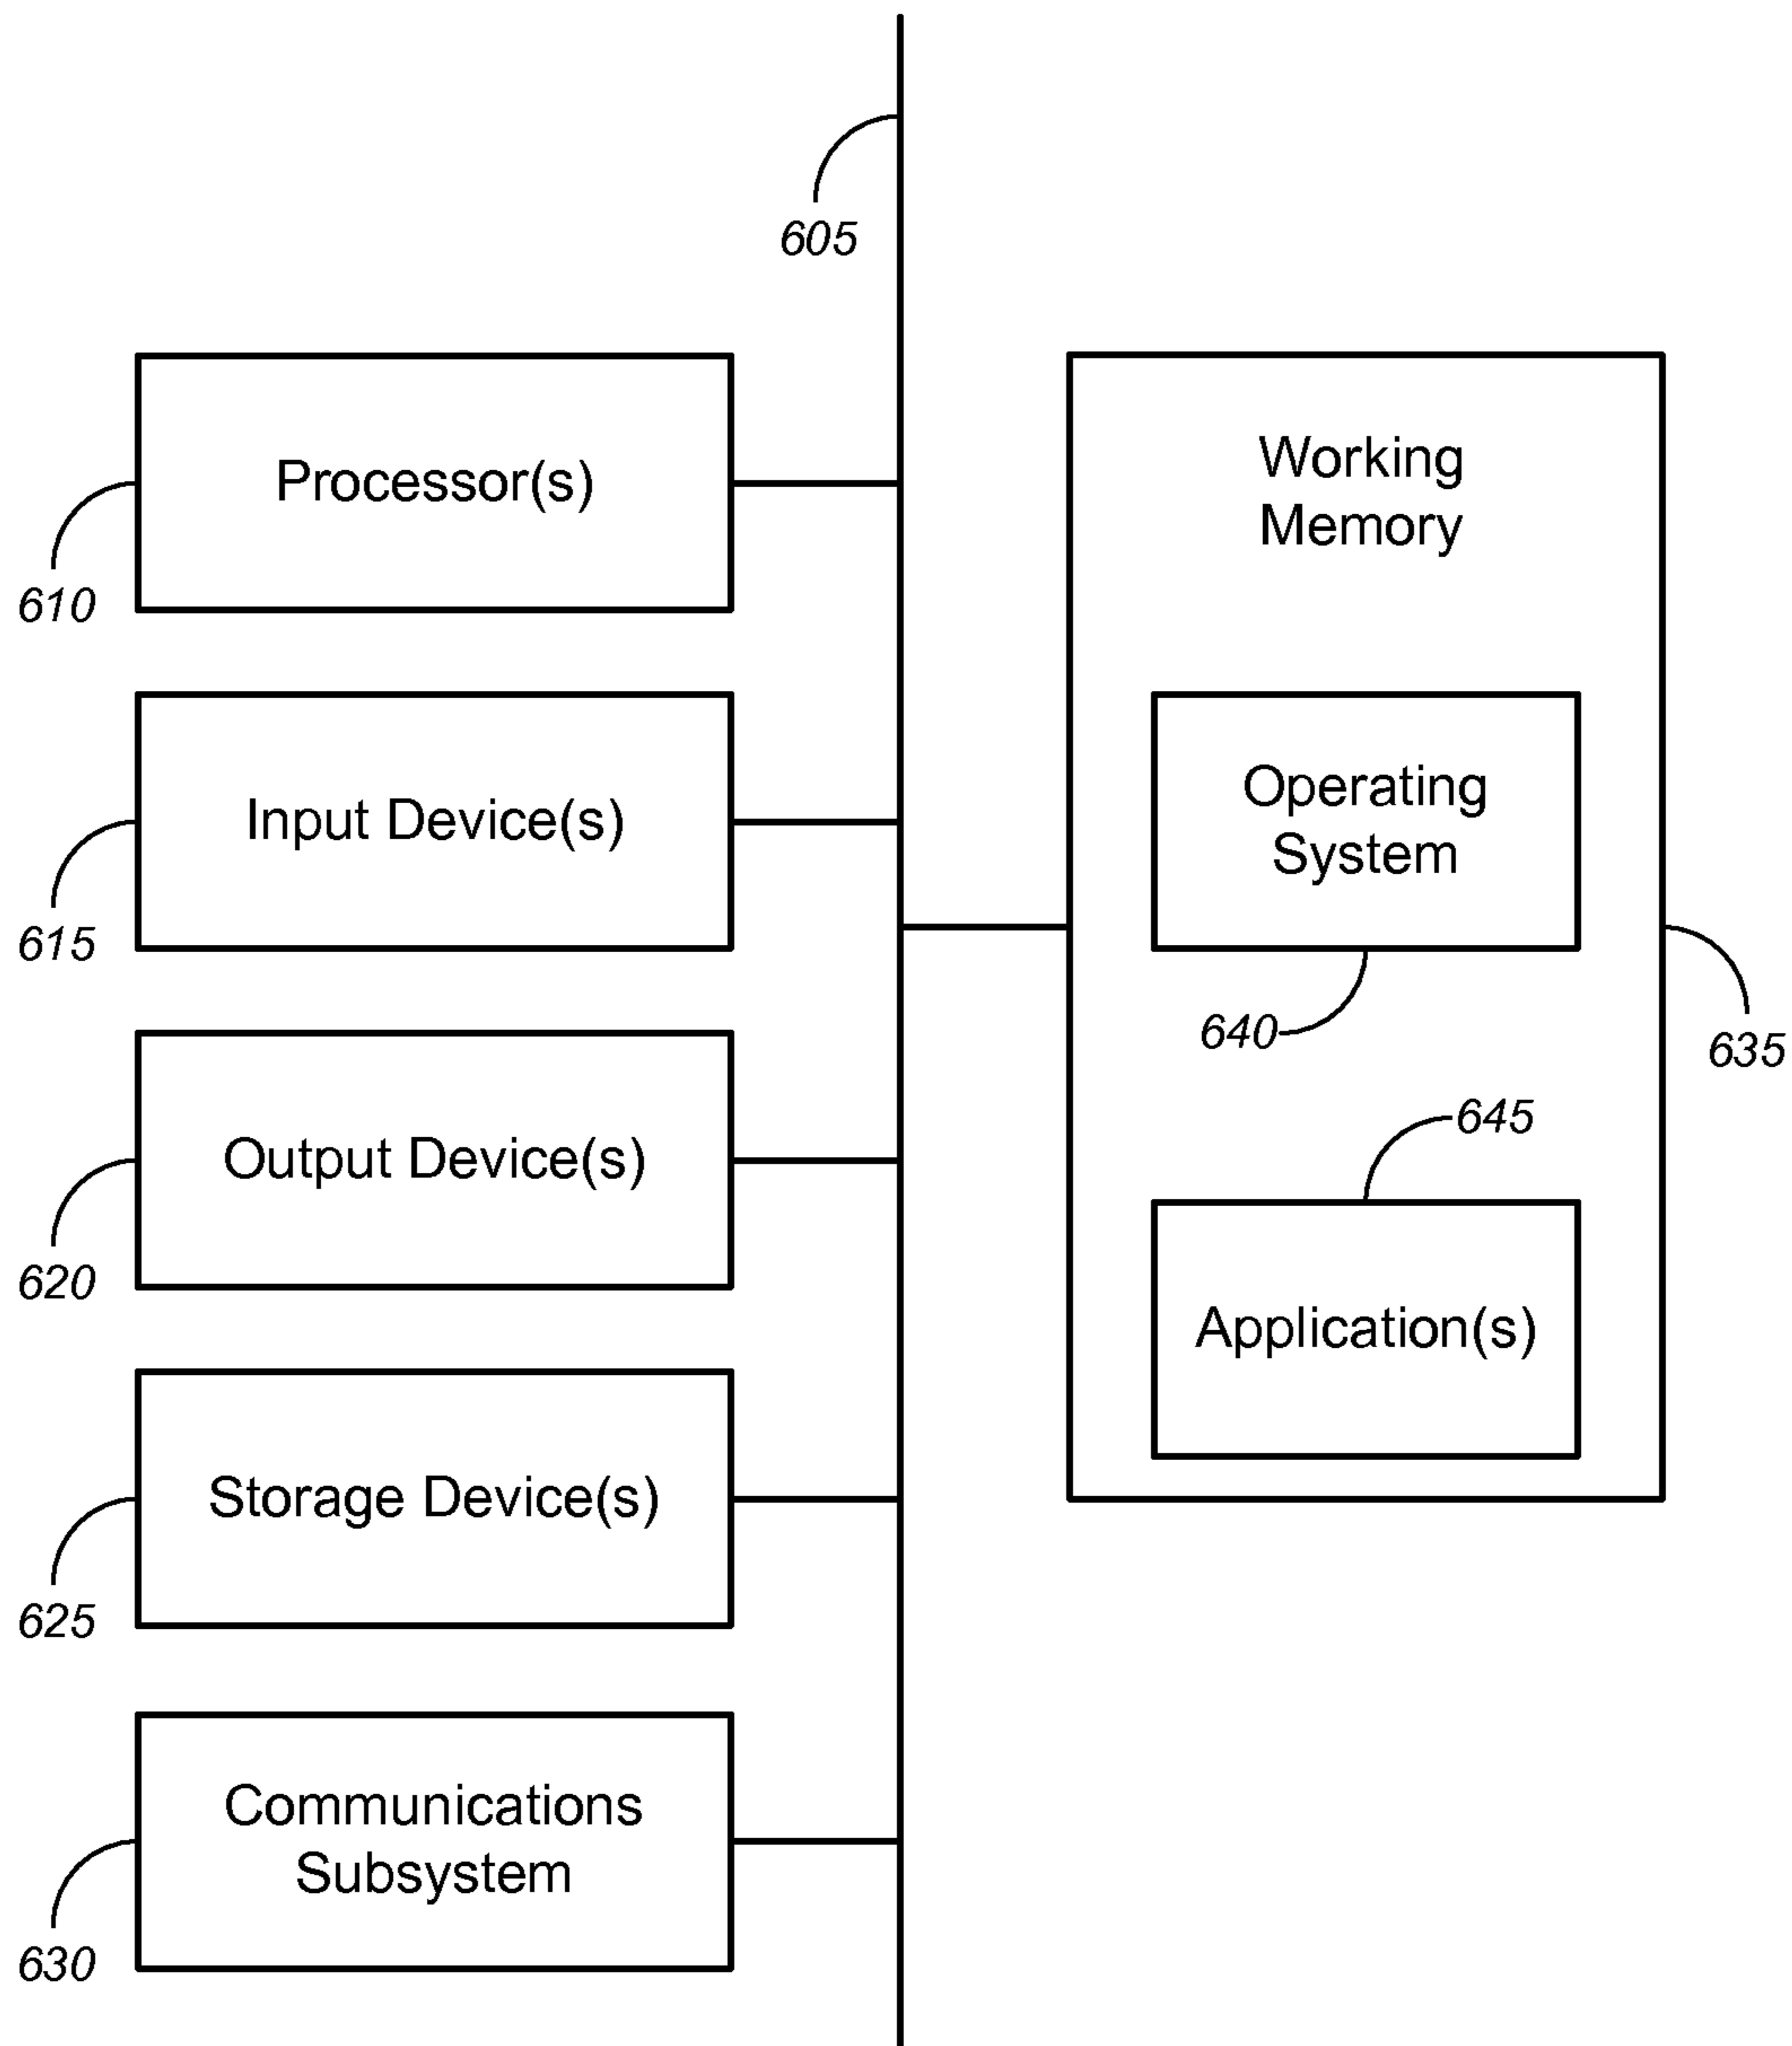 605
Processor(s)
610
Input Device(s)
615
Output Device(s)
620
Storage Device(s)
625
Communications
Subsystem
630
Working
Memory
Operating
System
640
635
645
Application(s)